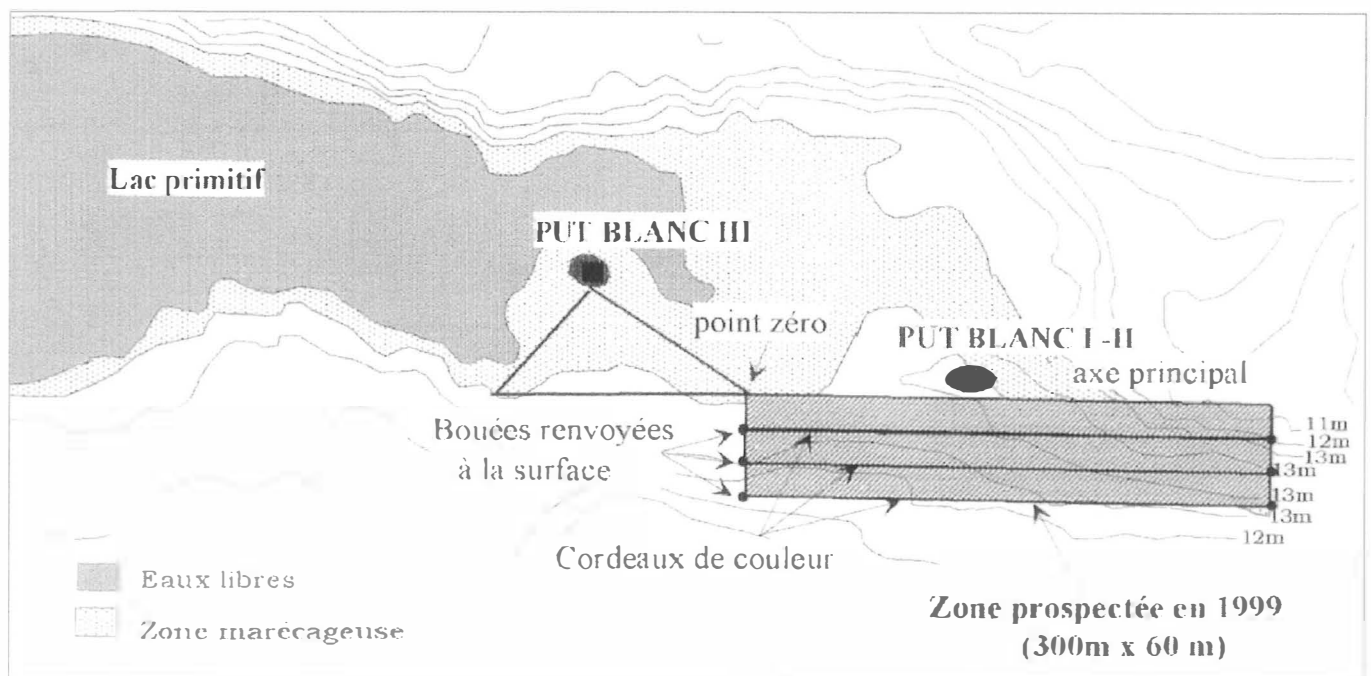 Lac primitif
PUT BLANC III
point zéro
PUT BLANC I -II
axe principal
Bouées renvoyées
à la surface
11m
12m
13m
13m
13m
13m
12m
Cordeaux de couleur
Eaux libres
Zone marécageuse
Zone prospectée en 1999
(300m x 60 m)